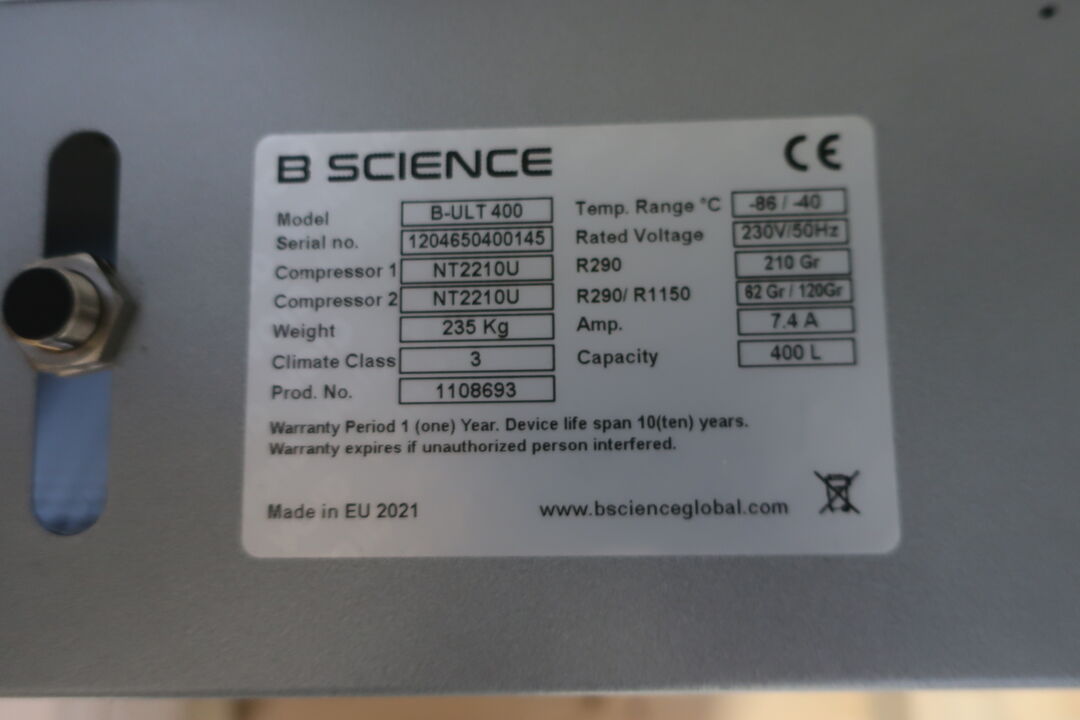 B SCIENCE CE
Model B-ULT 400 Temp. Range °C -86 / -40
Serial no. 1204650400145 Rated Voltage 230V/50Hz
Compressor 1 NT2210U R290 210 Gr
Compressor 2 NT2210U R290/ R1150 62 Gr / 120Gr
Weight 235 Kg Amp. 7.4 A
Climate Class 3 Capacity 400 L
Prod. No. 1108693
Warranty Period 1 (one) Year. Device life span 10(ten) years.
Warranty expires if unauthorized person interfered.
Made in EU 2021 www.bscienceglobal.com